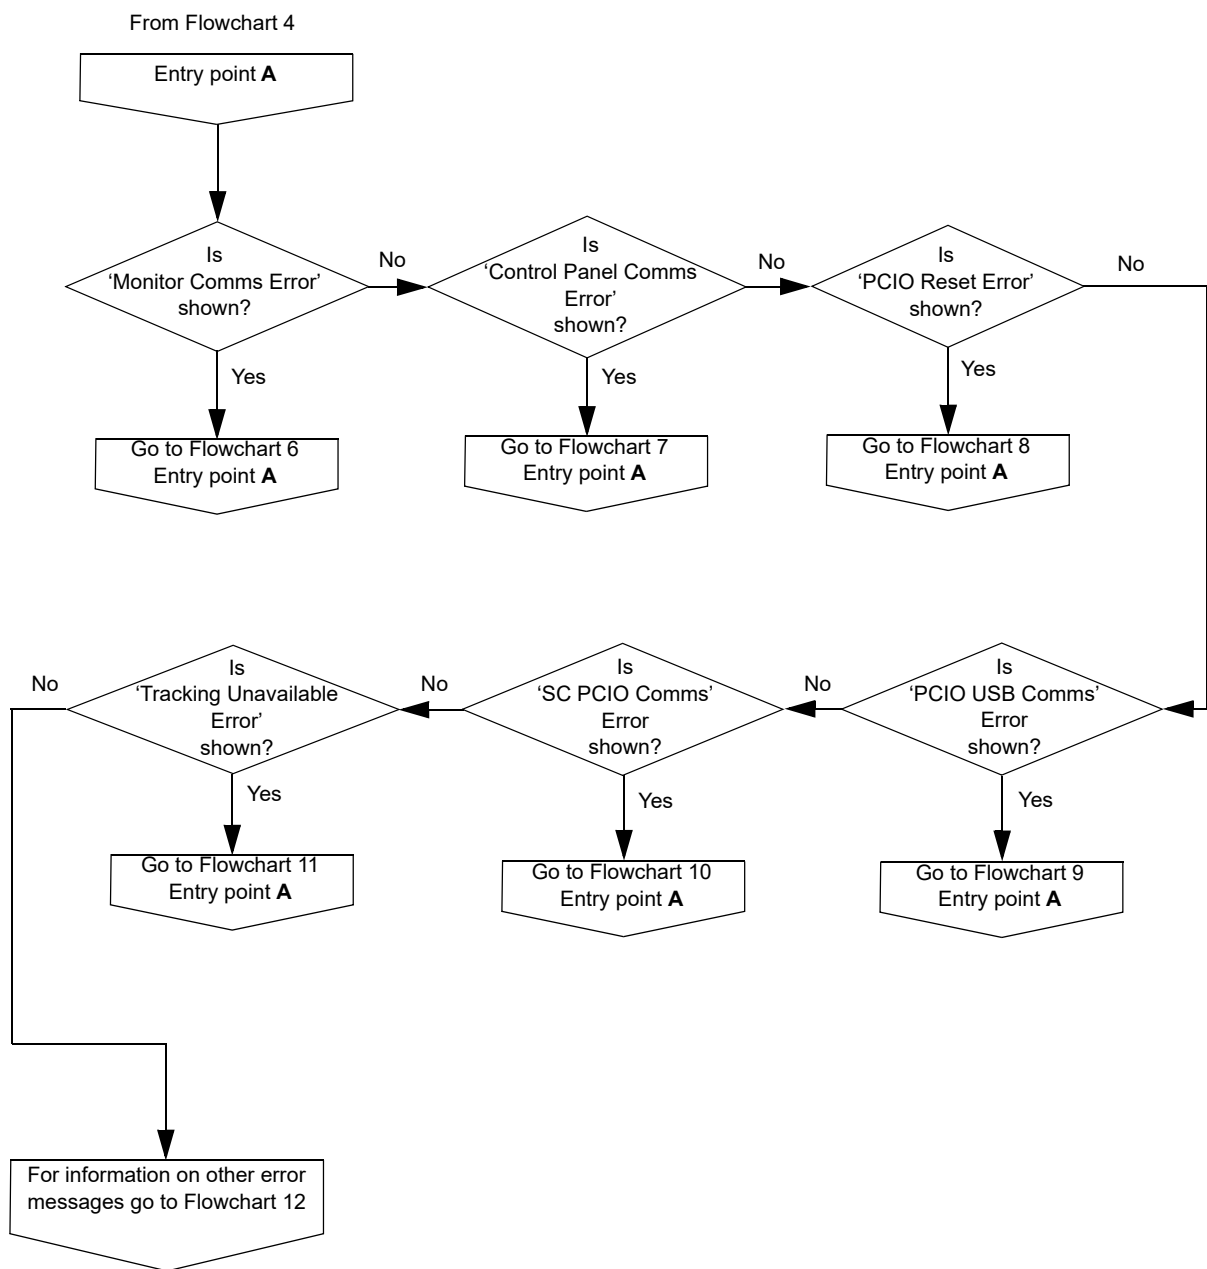 From Flowchart 4
Entry point A
Is
‘Monitor Comms Error’
shown?
No
Yes
Go to Flowchart 6
Entry point A
Is
‘Control Panel Comms
Error’
shown?
No
Yes
Go to Flowchart 7
Entry point A
Is
‘PCIO Reset Error’
shown?
No
Yes
Go to Flowchart 8
Entry point A
Is
‘PCIO USB Comms’
Error
shown?
No
Yes
Go to Flowchart 9
Entry point A
Is
‘SC PCIO Comms’
Error
shown?
No
Yes
Go to Flowchart 10
Entry point A
Is
‘Tracking Unavailable
Error’
shown?
No
Yes
Go to Flowchart 11
Entry point A
For information on other error
messages go to Flowchart 12